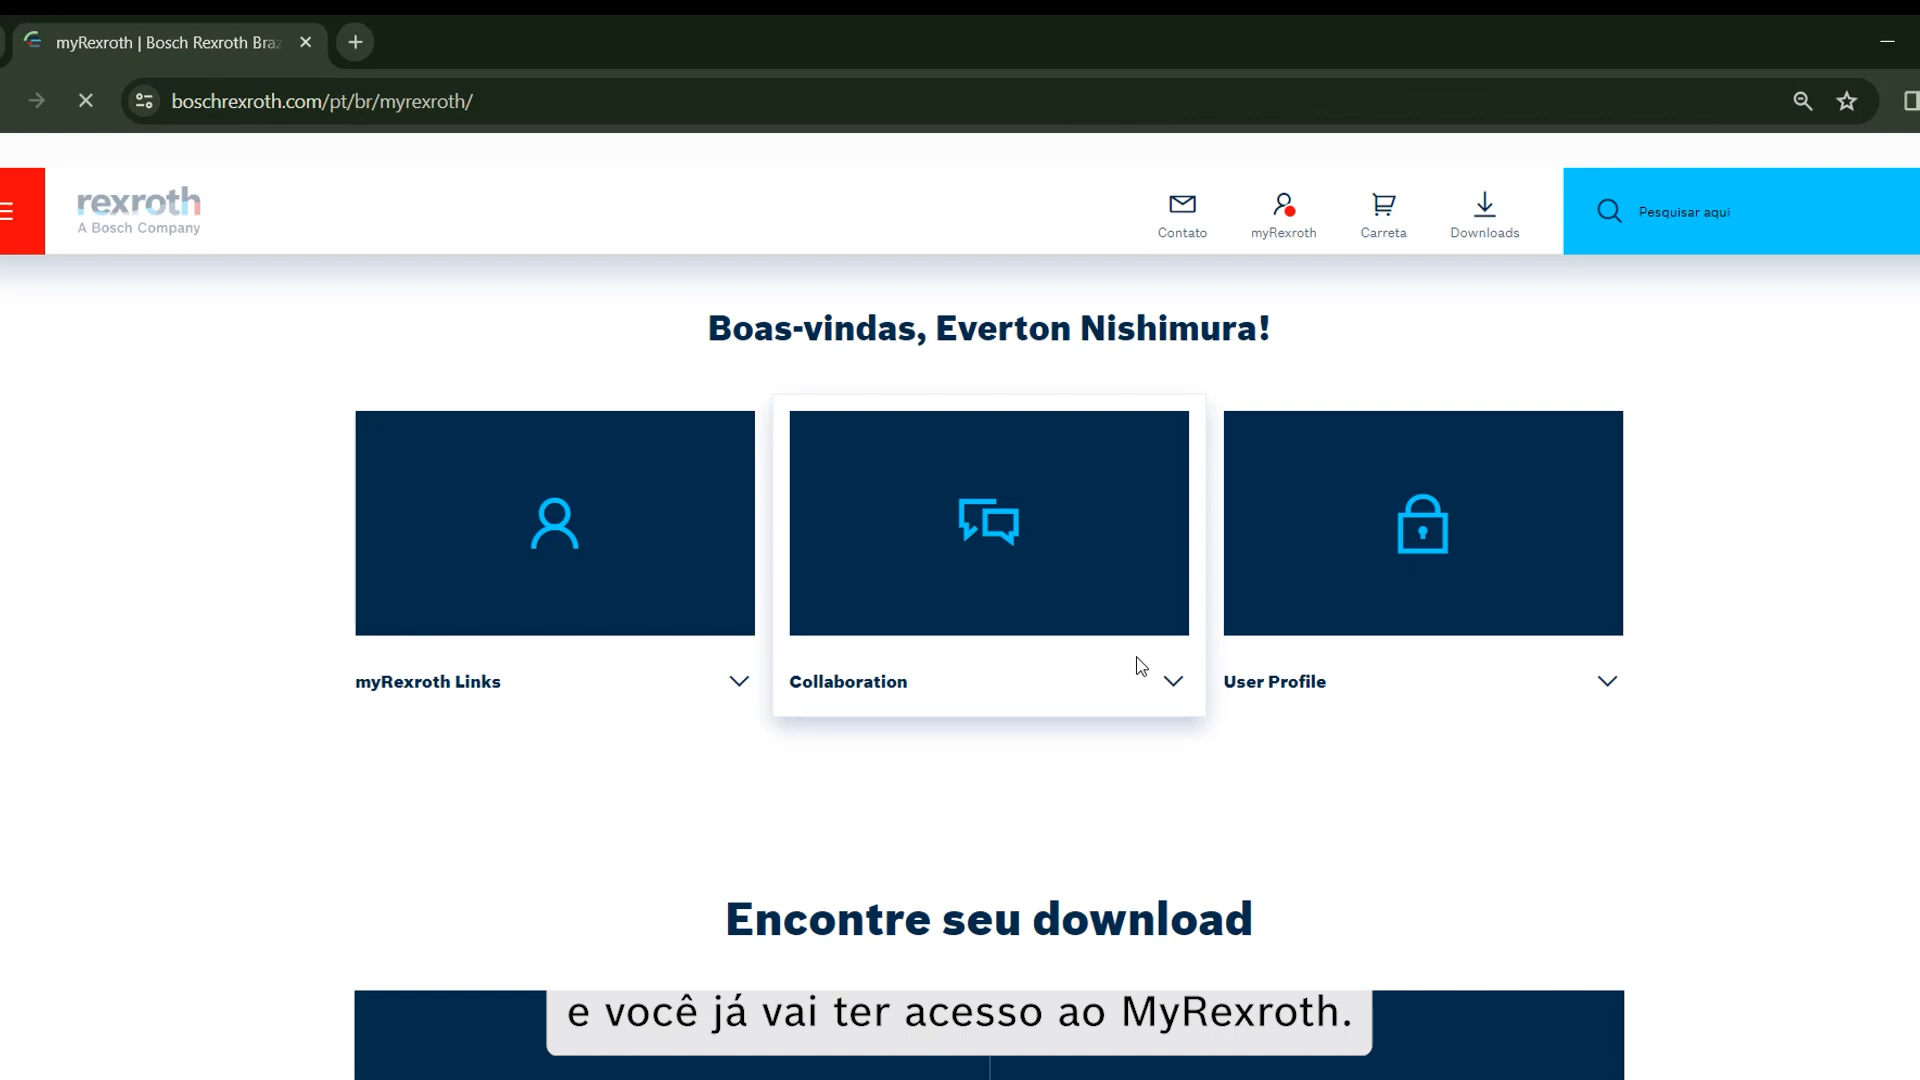 myRexroth | Bosch Rexroth Braz
boschrexroth.com/pt/br/myrexroth/
rexroth
A Bosch Company
Contato
myRexroth
Carreta
Downloads
Pesquisar aqui
Boas-vindas, Everton Nishimura!
myRexroth Links
Collaboration
User Profile
Encontre seu download
e você já vai ter acesso ao MyRexroth.